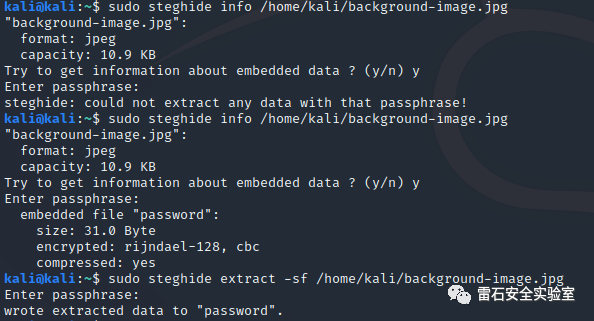 kali@kali:~$ sudo steghide info /home/kali/background-image.jpg
"background-image.jpg":
  format: jpeg
  capacity: 10.9 KB
Try to get information about embedded data ? (y/n) y
Enter passphrase:
steghide: could not extract any data with that passphrase!
kali@kali:~$ sudo steghide info /home/kali/background-image.jpg
"background-image.jpg":
  format: jpeg
  capacity: 10.9 KB
Try to get information about embedded data ? (y/n) y
Enter passphrase:
  embedded file "password":
    size: 31.0 Byte
    encrypted: rijndael-128, cbc
    compressed: yes
kali@kali:~$ sudo steghide extract -sf /home/kali/background-image.jpg
Enter passphrase:
wrote extracted data to "password".
雷石安全实验室